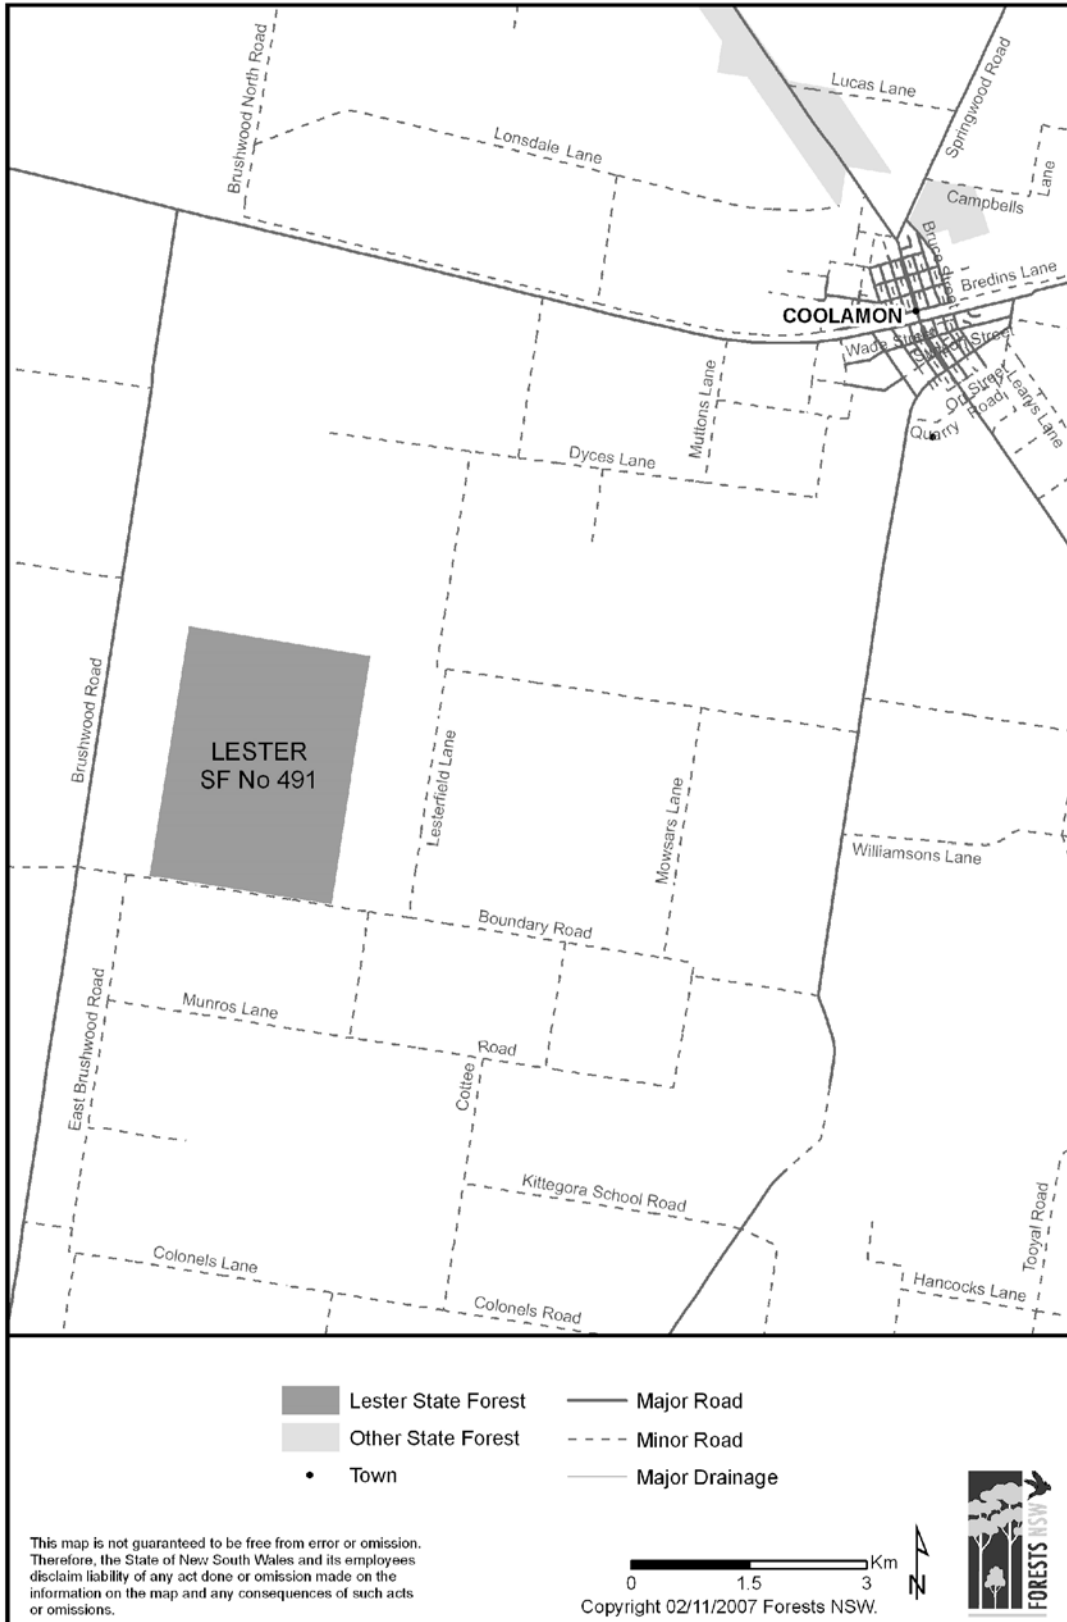 Brushwood North Road
Lucas Lane
Springwood Road
Lonsdale Lane
Lane
Campbells
Bruce Street
Bredins Lane
COOLAMON
Wade Street
Street
Muttons Lane
Ord Street
Learys Lane
Road
Quarry
Dyces Lane
Brushwood Road
LESTER
SF No 491
Lesterfield Lane
Mowsars Lane
Williamsons Lane
Boundary Road
East Brushwood Road
Munros Lane
Road
Cottee
Kittegora School Road
Tooyal Road
Colonels Lane
Hancocks Lane
Colonels Road
Lester State Forest
Other State Forest
Town
Major Road
Minor Road
Major Drainage
This map is not guaranteed to be free from error or omission.
Therefore, the State of New South Wales and its employees
disclaim liability of any act done or omission made on the
information on the map and any consequences of such acts
or omissions.
Km
0 1.5 3
N
Copyright 02/11/2007 Forests NSW.
FORESTS NSW